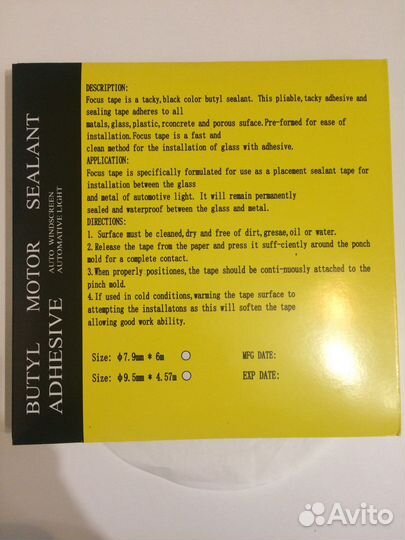 BUTYL MOTOR SEALANT
ADHESIVE AUTO WINDSCREEN
AUTOMATIVE LIGHT
DESCRIPTION:
Focus tape is a tacky,black color butyl sealant. This pliable,tacky adhesive and
sealing tape adheres to all
matals,glass,plastic,rconcrete and porous suface.Pre-formed for ease of
installation.Focus tape is a fast and
clean method for the installation of glass with adhesive.
APPLICATION:
Focus tape is specifically formulated for use as a placement sealant tape for
installation between the glass
and metal of automotive light. It will remain permanently
sealed and waterproof between the glass and metal.
DIRECTIONS:
1. Surface must be cleaned,dry and free of dirt,gresae,oil or water.
2.Release the tape from the paper and press it suff-ciently around the ponch
mold for a complete contact.
3.When properly positiones,the tape should be conti-nuously attached to the
pinch mold.
4.If used in cold conditions,warming the tape surface to
attempting the installatons as this will soften the tape
allowing good work ability.
Size: φ7.9mm * 6m
MFG DATE:
Size: φ9.5mm * 4.57m
EXP DATE:
Avito